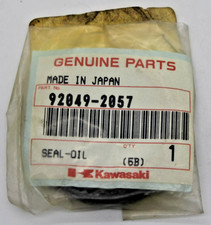 GENUINE PARTS
MADE IN JAPAN
PART No.
92049-2057
QTY
SEAL-OIL (6B) 1
Kawasaki